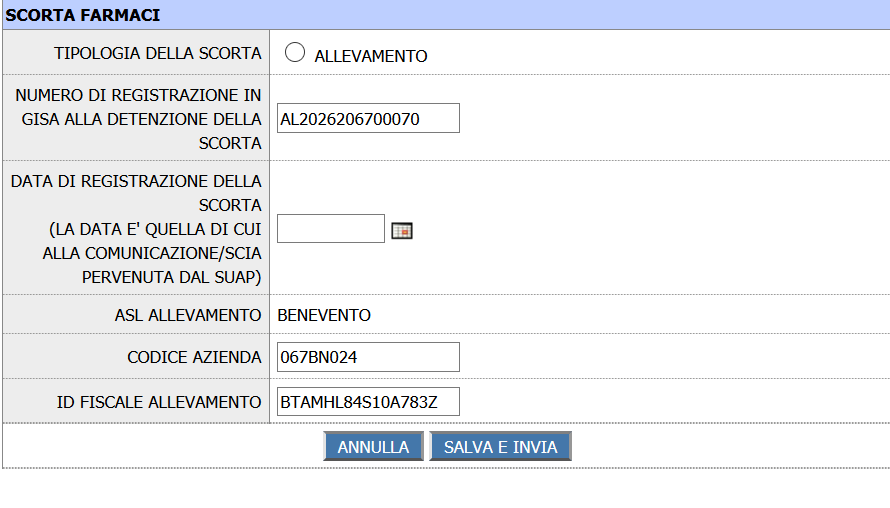 SCORTA FARMACI
TIPOLOGIA DELLA SCORTA
ALLEVAMENTO
NUMERO DI REGISTRAZIONE IN
GISA ALLA DETENZIONE DELLA
SCORTA
AL2026206700070
DATA DI REGISTRAZIONE DELLA
SCORTA
(LA DATA E' QUELLA DI CUI
ALLA COMUNICAZIONE/SCIA
PERVENUTA DAL SUAP)
ASL ALLEVAMENTO
BENEVENTO
CODICE AZIENDA
067BN024
ID FISCALE ALLEVAMENTO
BTAMHL84S10A783Z
ANNULLA
SALVA E INVIA